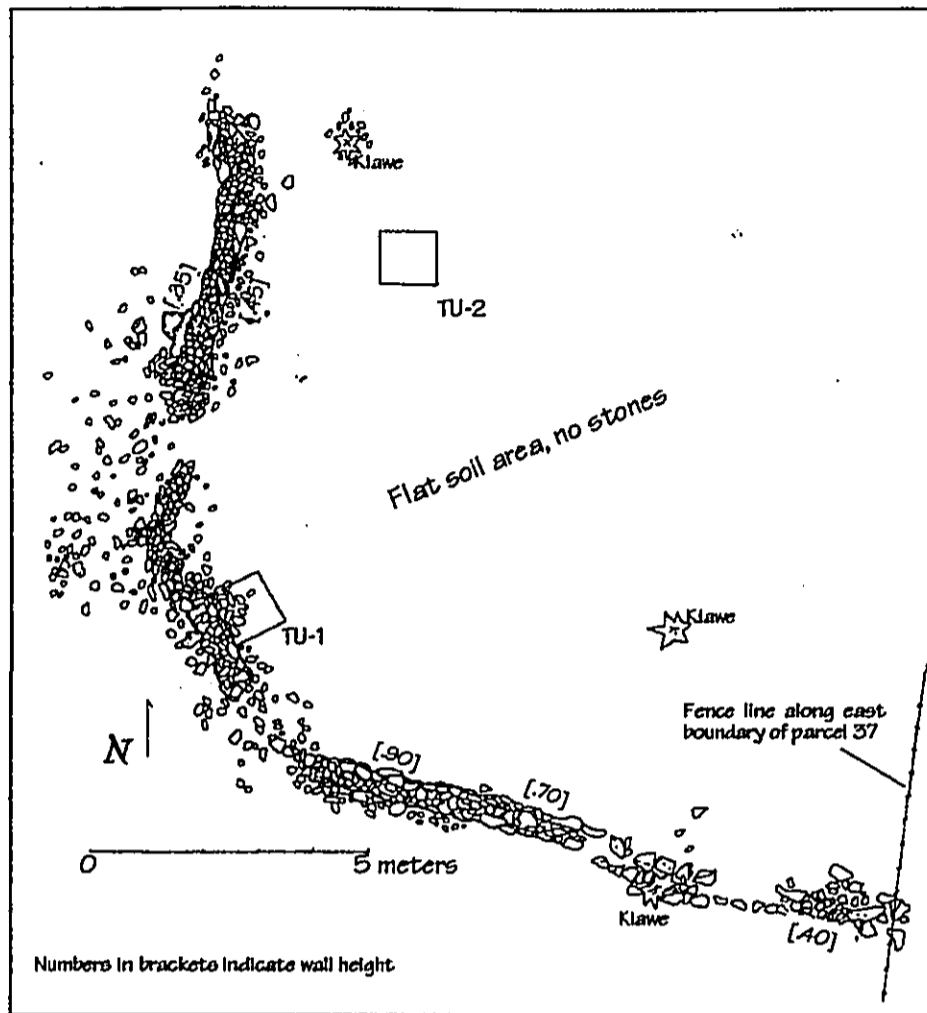 Klawe
[.35]
[.45]
TU-2
Flat soil area, no stones
TU-1
Klawe
Fence line along east
boundary of parcel 37
N
[.90]
[.70]
0 5 meters
Klawe
[.40]
Numbers in brackets indicate wall height